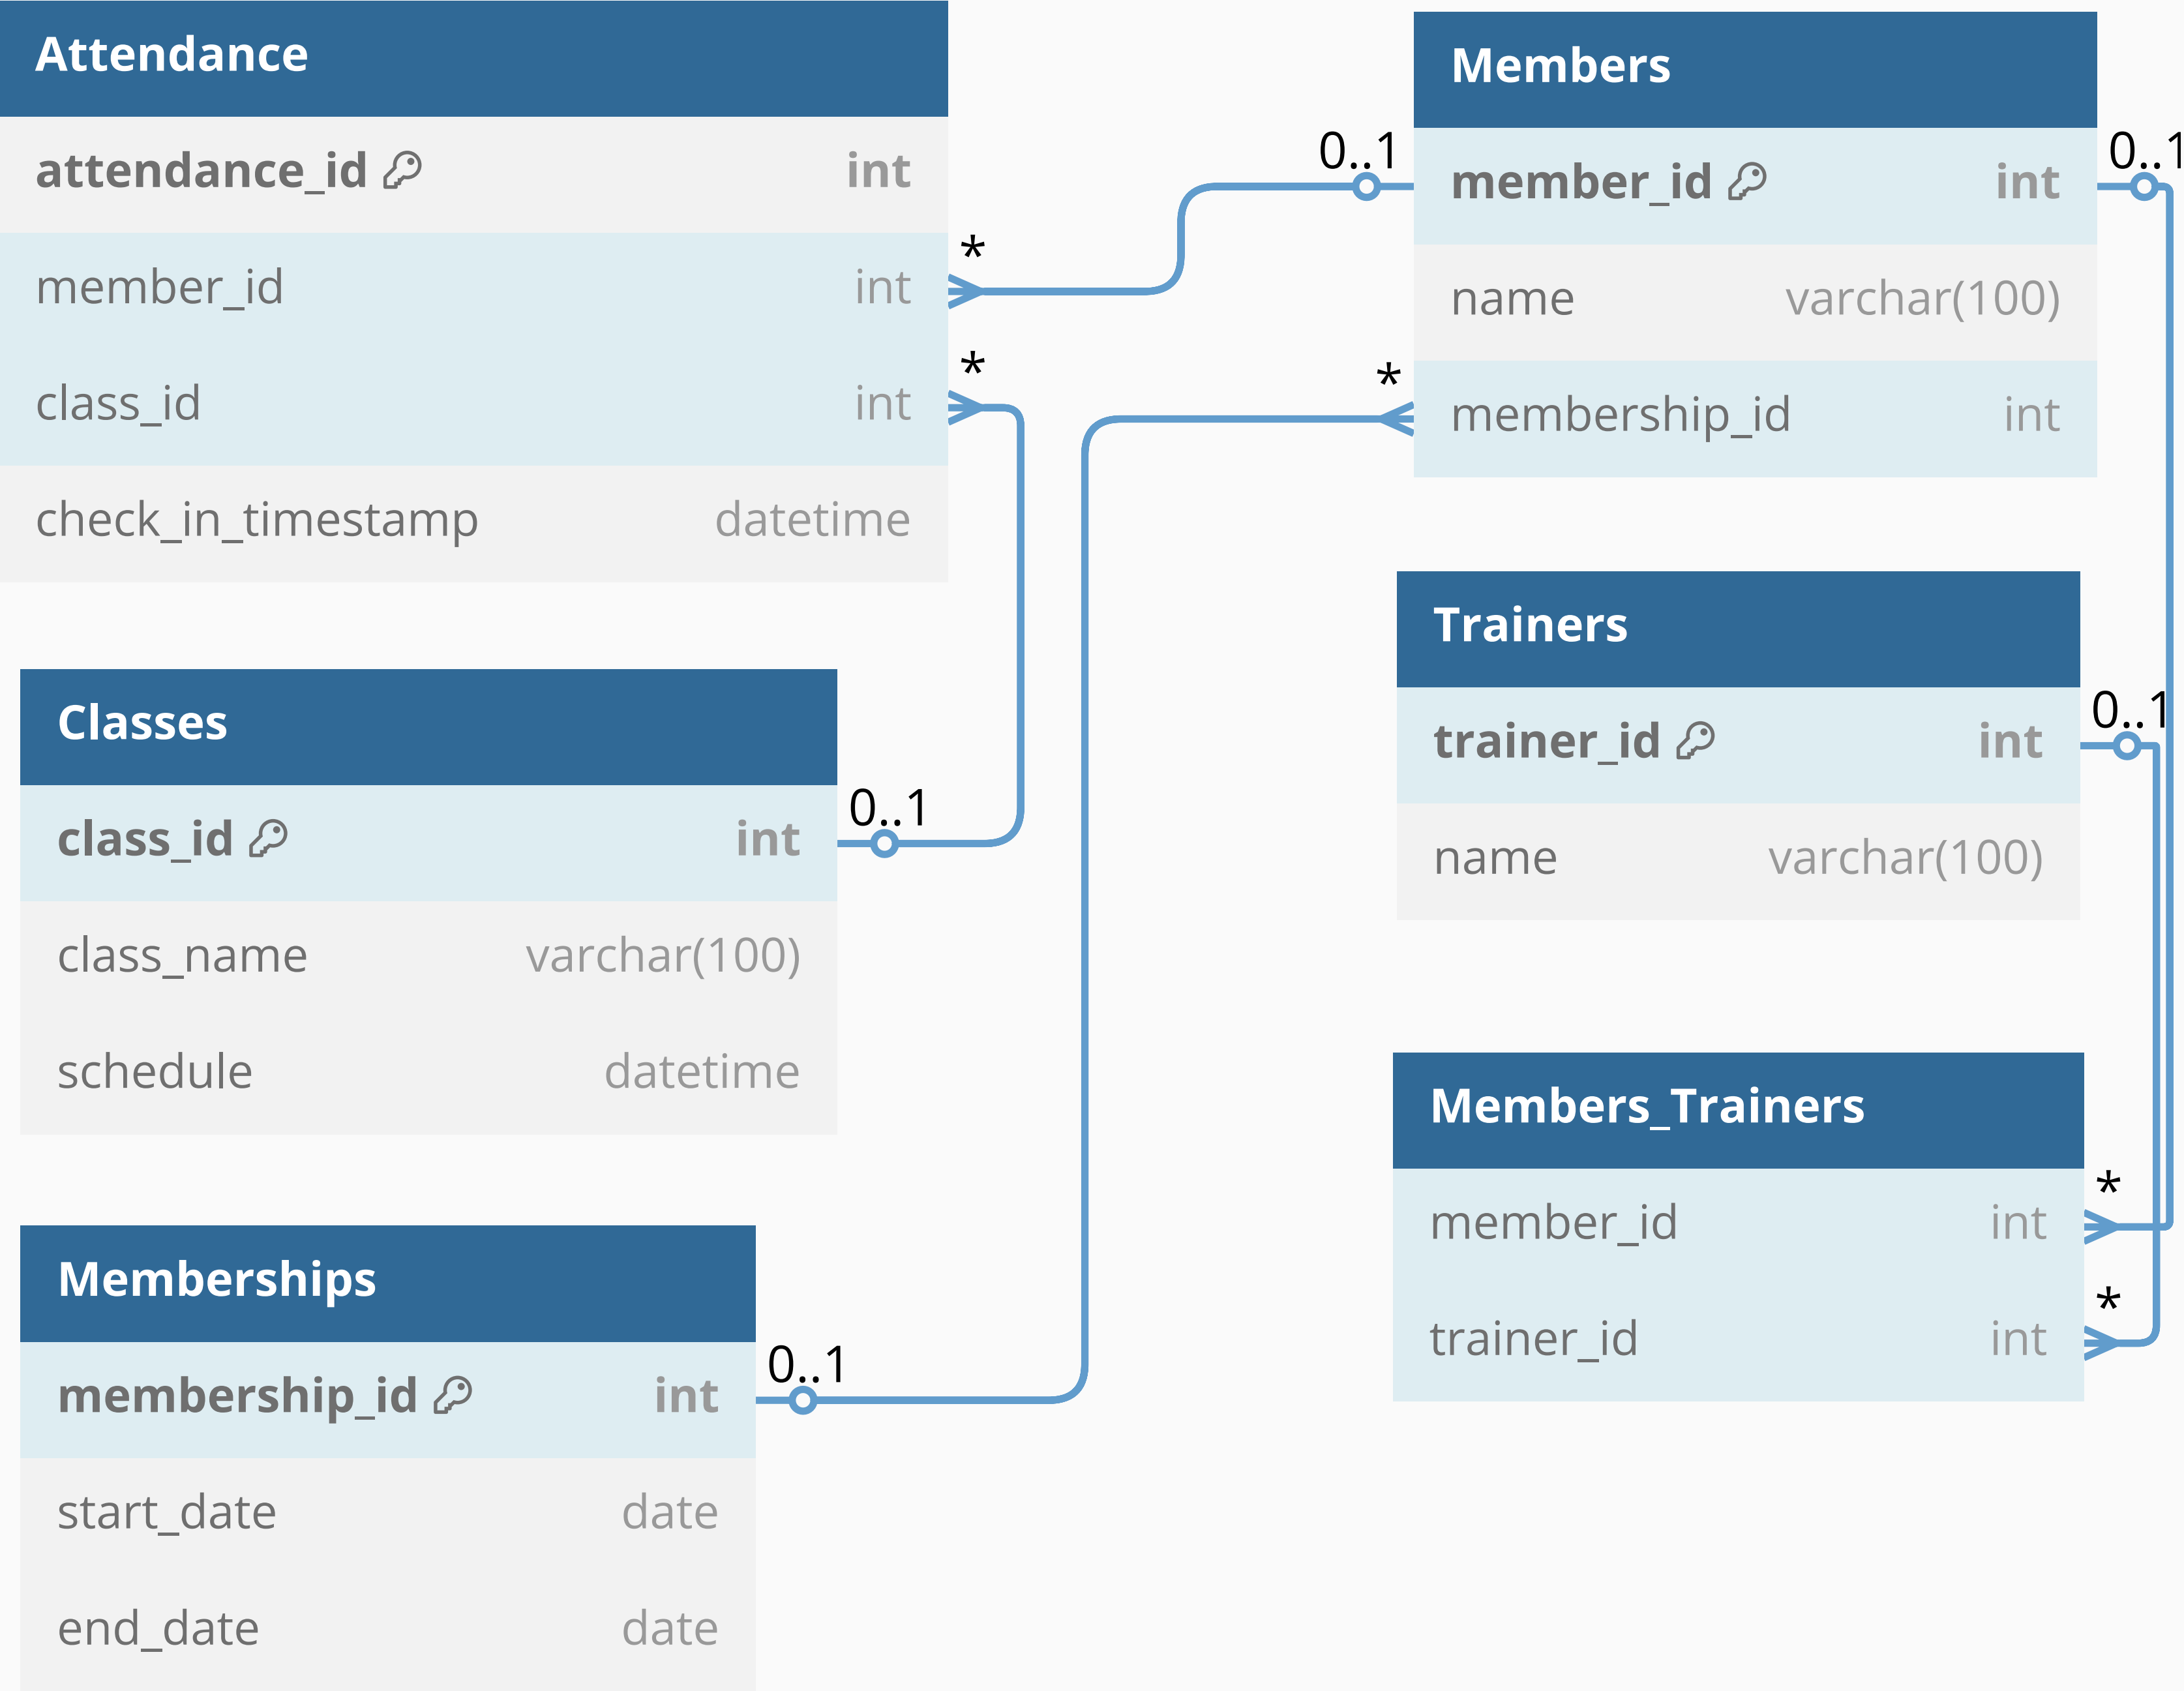 Attendance
attendance_id int
member_id int
class_id int
check_in_timestamp datetime
*
*
Members
member_id int
name varchar(100)
membership_id int
0..1
0..1
*
Trainers
trainer_id int
name varchar(100)
0..1
Classes
class_id int
class_name varchar(100)
schedule datetime
0..1
Members_Trainers
member_id int
trainer_id int
*
*
Memberships
membership_id int
start_date date
end_date date
0..1